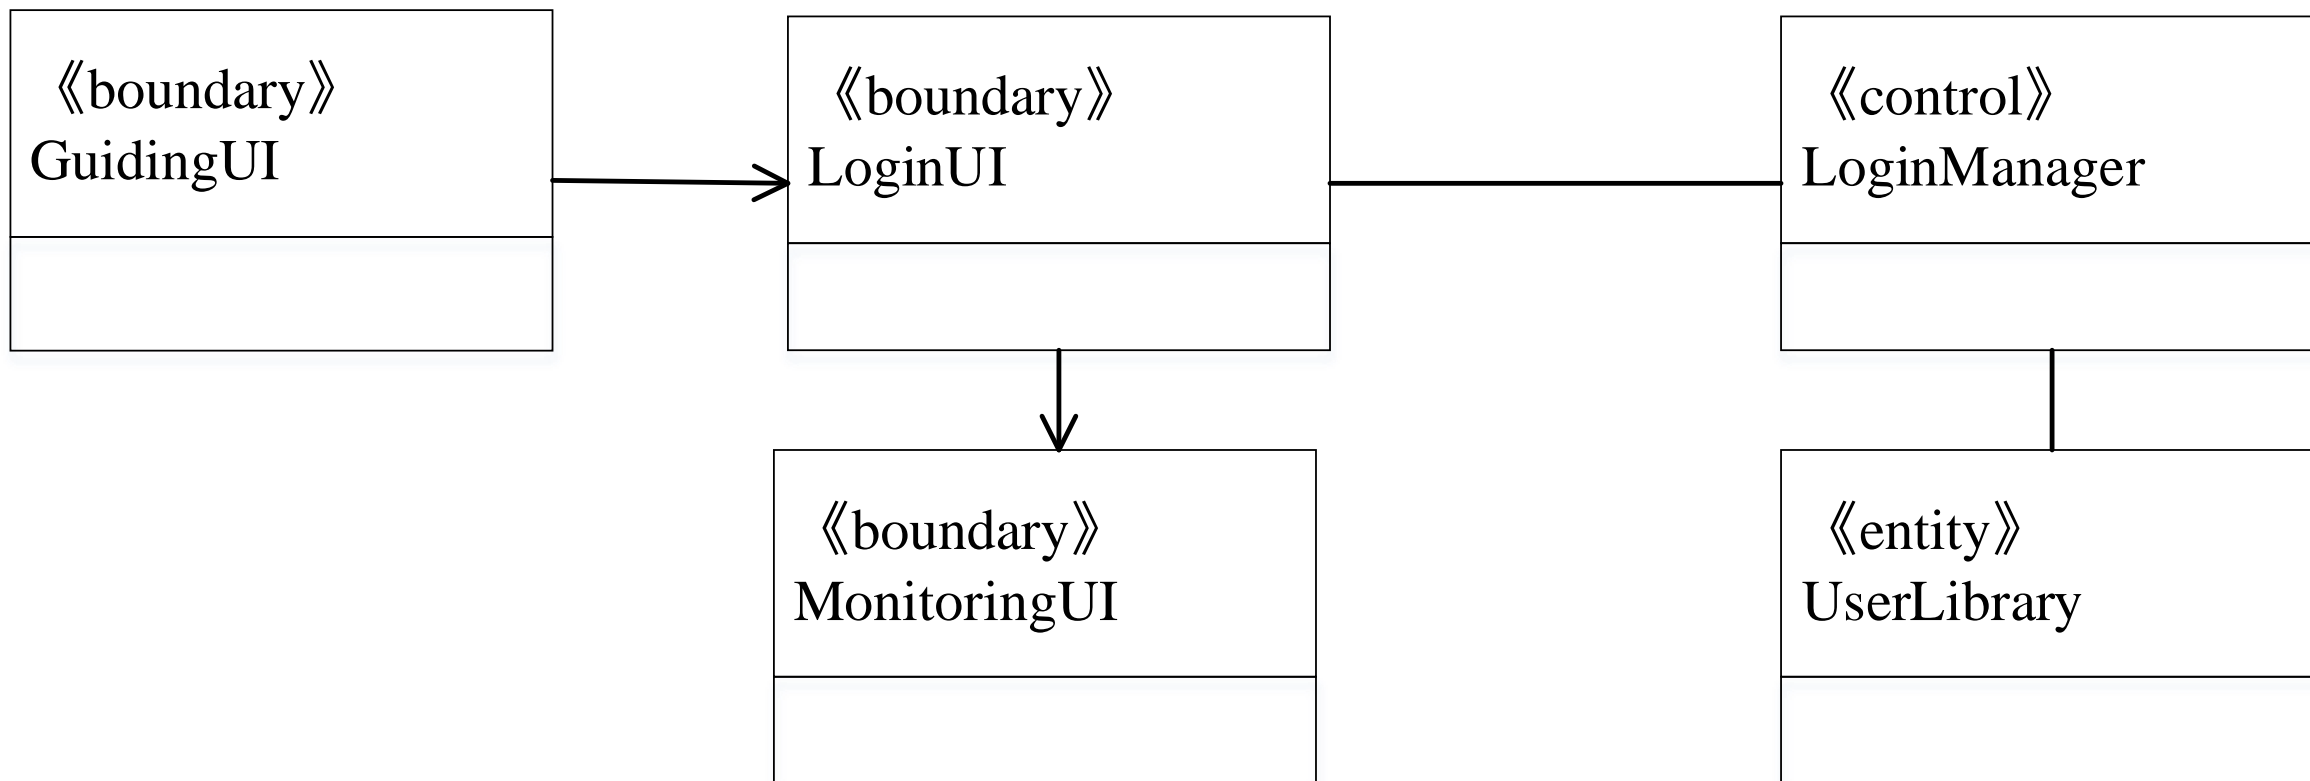 《boundary》
GuidingUI
《boundary》
LoginUI
《control》
LoginManager
《boundary》
MonitoringUI
《entity》
UserLibrary